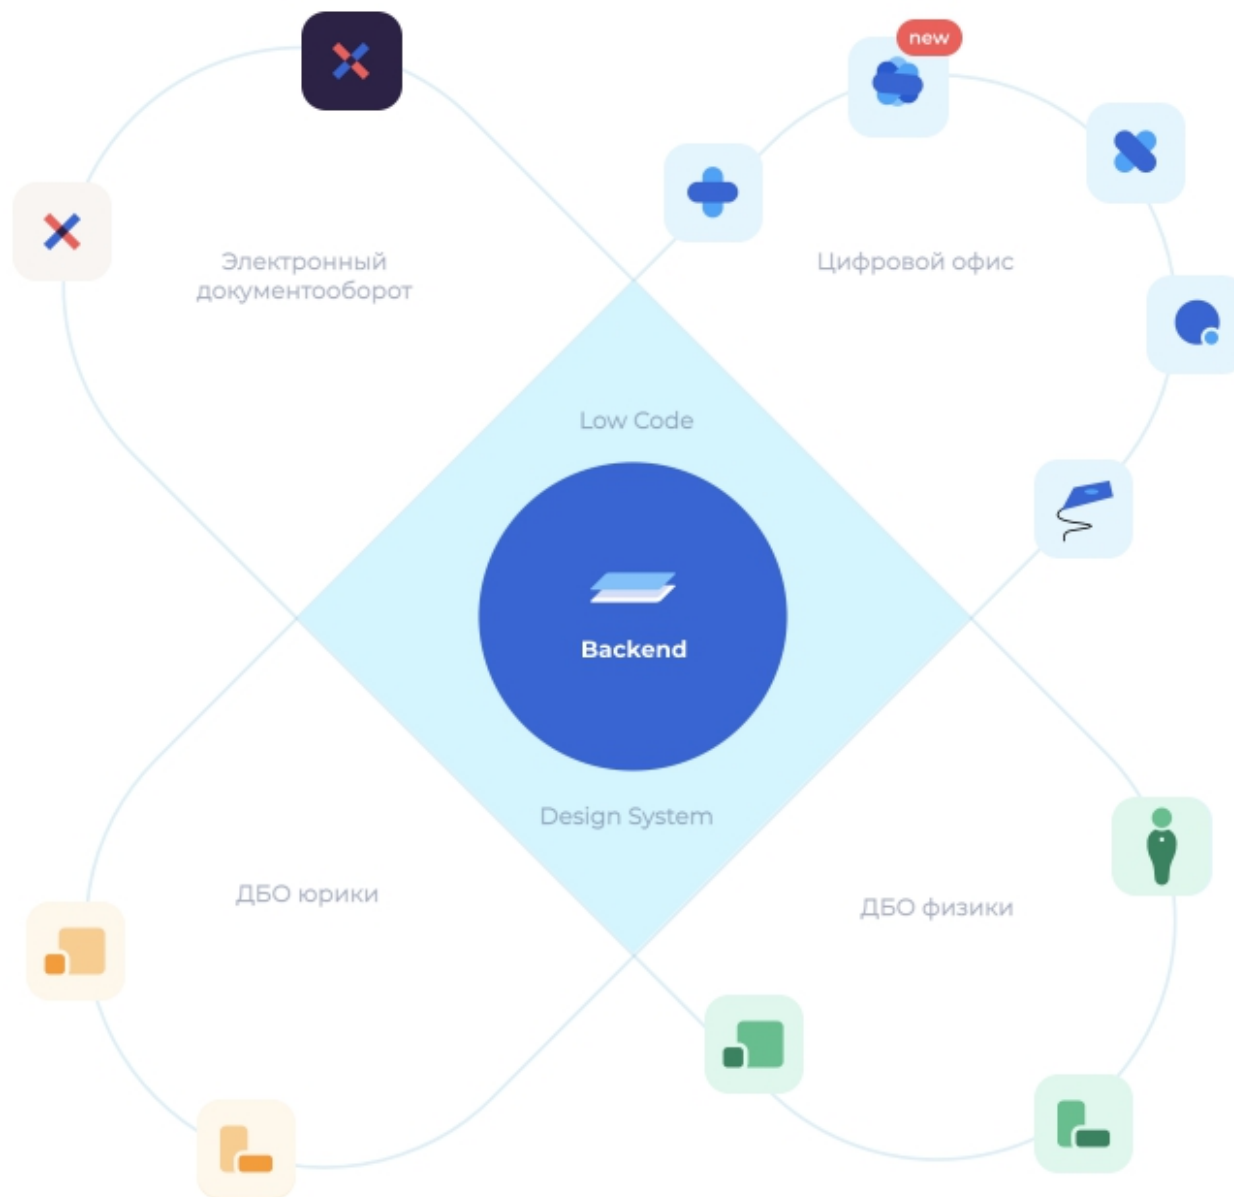 new
Электронный
документооборот
Цифровой офис
Low Code
Backend
Design System
ДБО юрики
ДБО физики